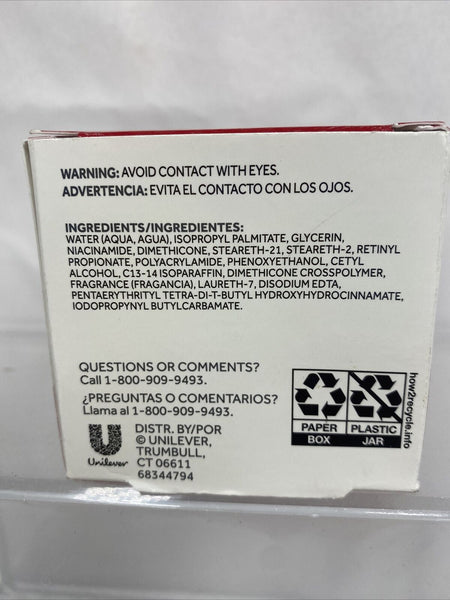 WARNING: AVOID CONTACT WITH EYES.
ADVERTENCIA: EVITA EL CONTACTO CON LOS OJOS.
INGREDIENTS/INGREDIENTES:
WATER (AQUA, AGUA), ISOPROPYL PALMITATE, GLYCERIN,
NIACINAMIDE, DIMETHICONE, STEARETH-21, STEARETH-2, RETINYL
PROPIONATE, POLYACRYLAMIDE, PHENOXYETHANOL, CETYL
ALCOHOL, C13-14 ISOPARAFFIN, DIMETHICONE CROSSPOLYMER,
FRAGRANCE (FRAGANCIA), LAURETH-7, DISODIUM EDTA,
PENTAERYTHRITYL TETRA-DI-T-BUTYL HYDROXYHYDROCINNAMATE,
IODOPROPYNYL BUTYLCARBAMATE.
QUESTIONS OR COMMENTS?
Call 1-800-909-9493.
¿PREGUNTAS O COMENTARIOS?
Llama al 1-800-909-9493.
Unilever
DISTR. BY/POR
© UNILEVER,
TRUMBULL,
CT 06611
68344794
PAPER
BOX
PLASTIC
JAR
how2recycle.info